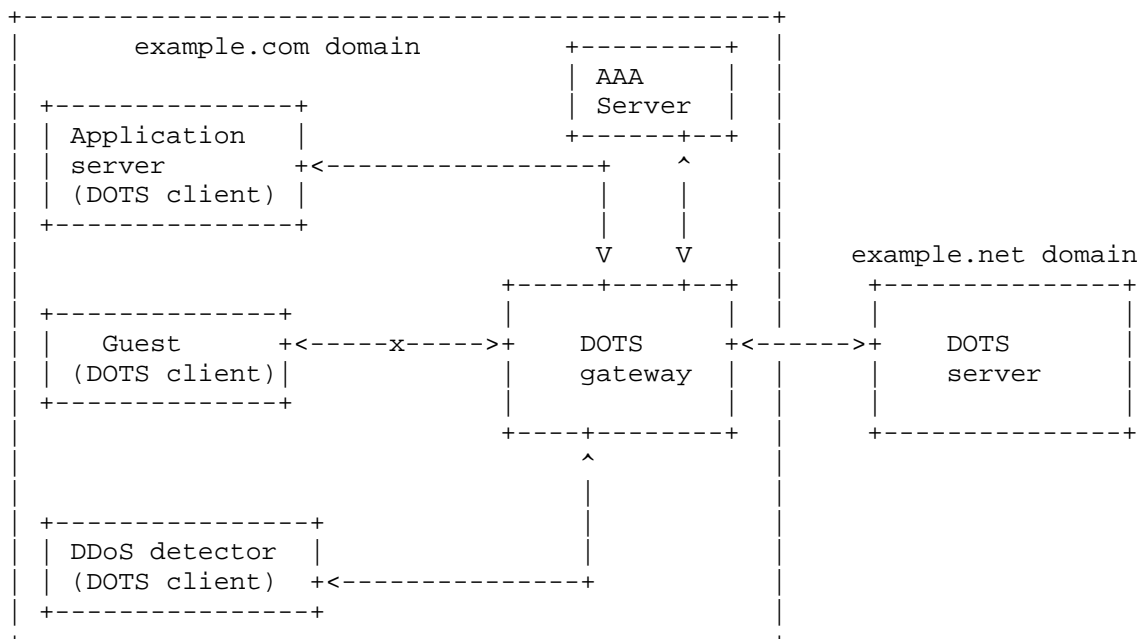 example.com domain
AAA
Server
Application
server
(DOTS client)
example.net domain
Guest
x
(DOTS client)
DOTS
gateway
DOTS
server
DDoS detector
(DOTS client)
V V